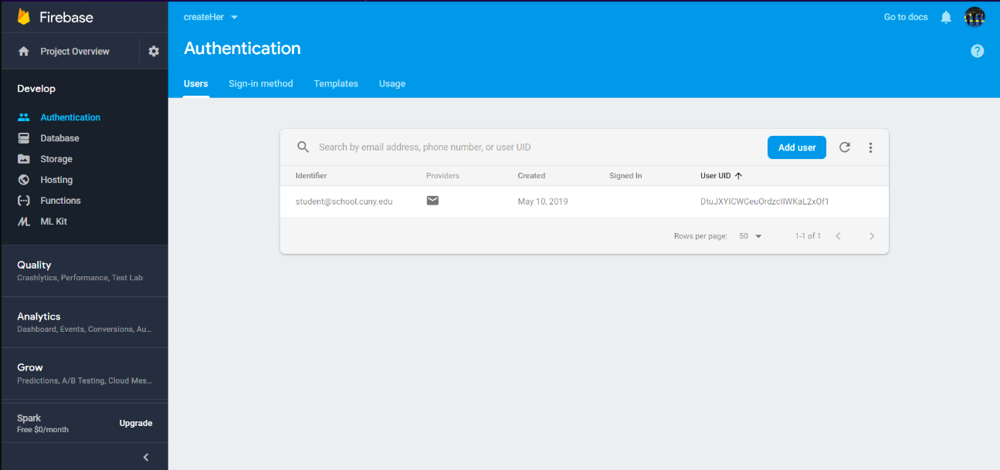 Firebase
Project Overview
Develop
Authentication
Database
Storage
Hosting
Functions
ML Kit
Quality
Crashlytics, Performance, Test Lab
Analytics
Dashboard, Events, Conversions, Au...
Grow
Predictions, A/B Testing, Cloud Mes...
Spark
Free $0/month
Upgrade
createHer
Go to docs
Authentication
Users Sign-in method Templates Usage
Search by email address, phone number, or user UID
Add user
Identifier Providers Created Signed In User UID
student@school.cuny.edu May 10, 2019 DtuJXYICWCeuOrdzcIIWKaL2xOf1
Rows per page: 50 1-1 of 1